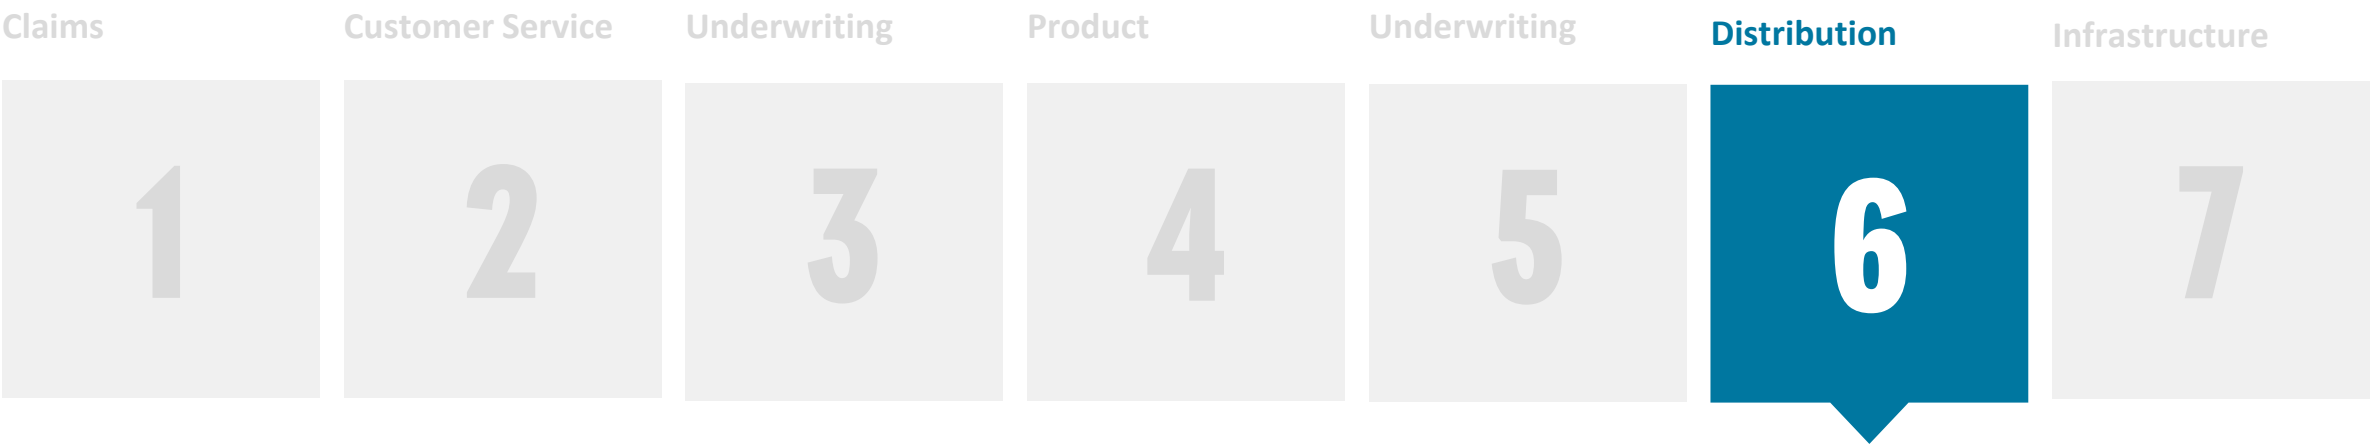 Claims Customer Service Underwriting Product Underwriting Distribution Infrastructure
1 2 3 4 5 6 7